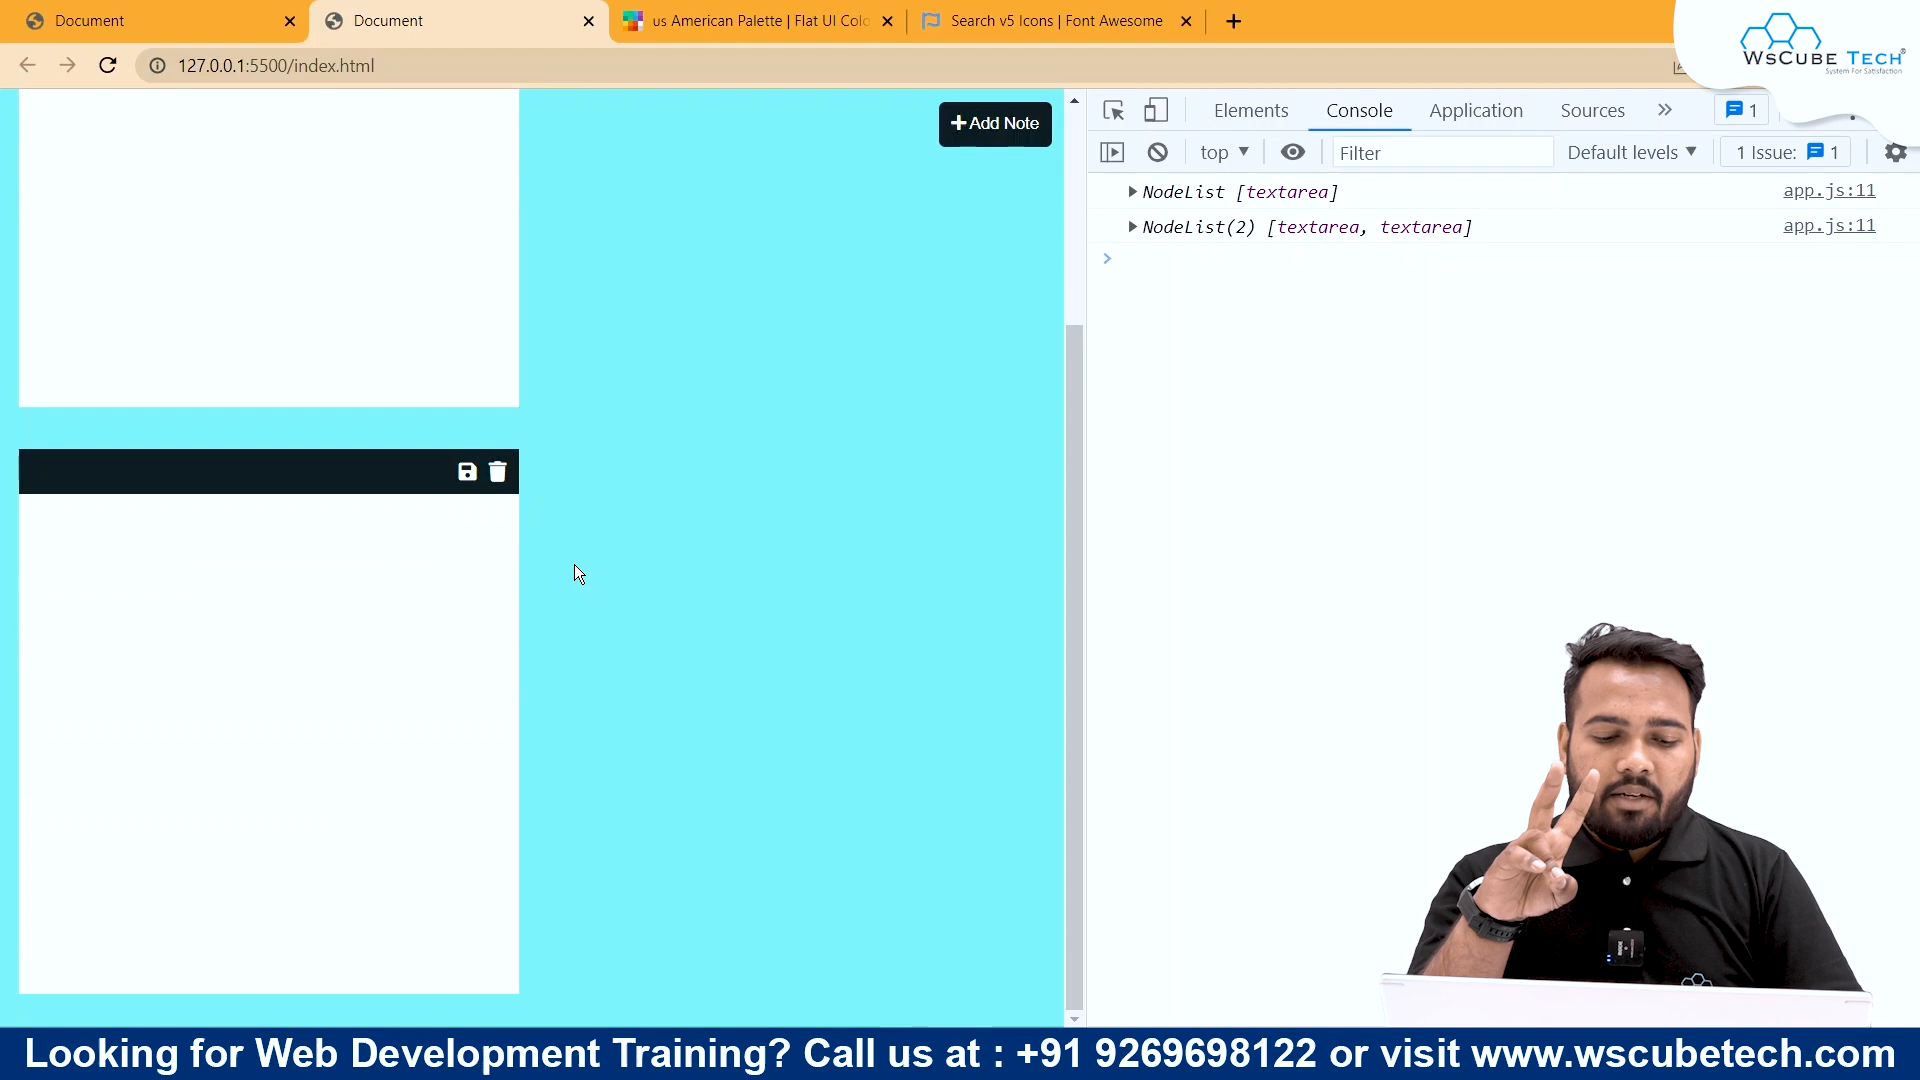 Document
Document
us American Palette | Flat UI Colo
Search v5 Icons | Font Awesome
127.0.0.1:5500/index.html
WsCube Tech®
System For Satisfaction
Add Note
Elements
Console
Application
Sources
1
top
Filter
Default levels
1 Issue: 1
NodeList [textarea]
app.js:11
NodeList(2) [textarea, textarea]
app.js:11
Looking for Web Development Training? Call us at : +91 9269698122 or visit www.wscubetech.com